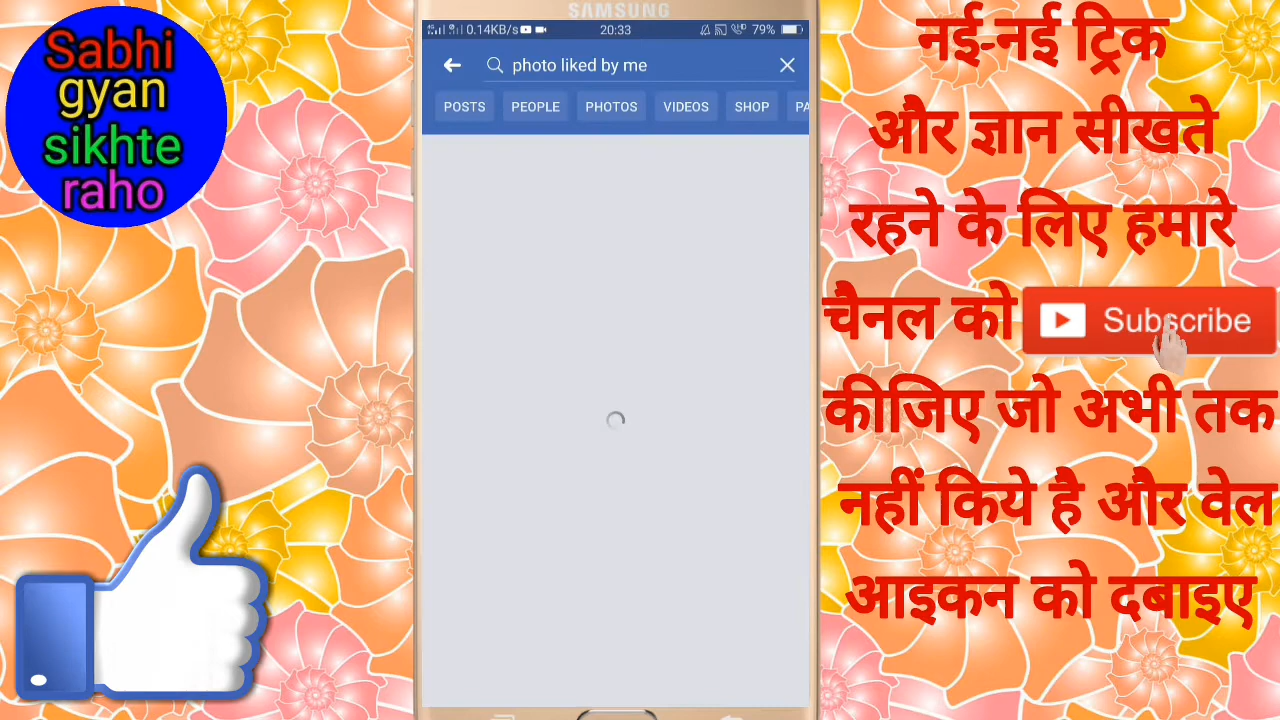 Sabhi
gyan
sikhte
raho
SAMSUNG
0.14KB/s 20:33 79%
photo liked by me
POSTS PEOPLE PHOTOS VIDEOS SHOP PA
नई-नई ट्रिक
और ज्ञान सीखते
रहने के लिए हमारे
चैनल को Subscribe
कीजिए जो अभी तक
नहीं किये है और वेल
आइकन को दबाइए